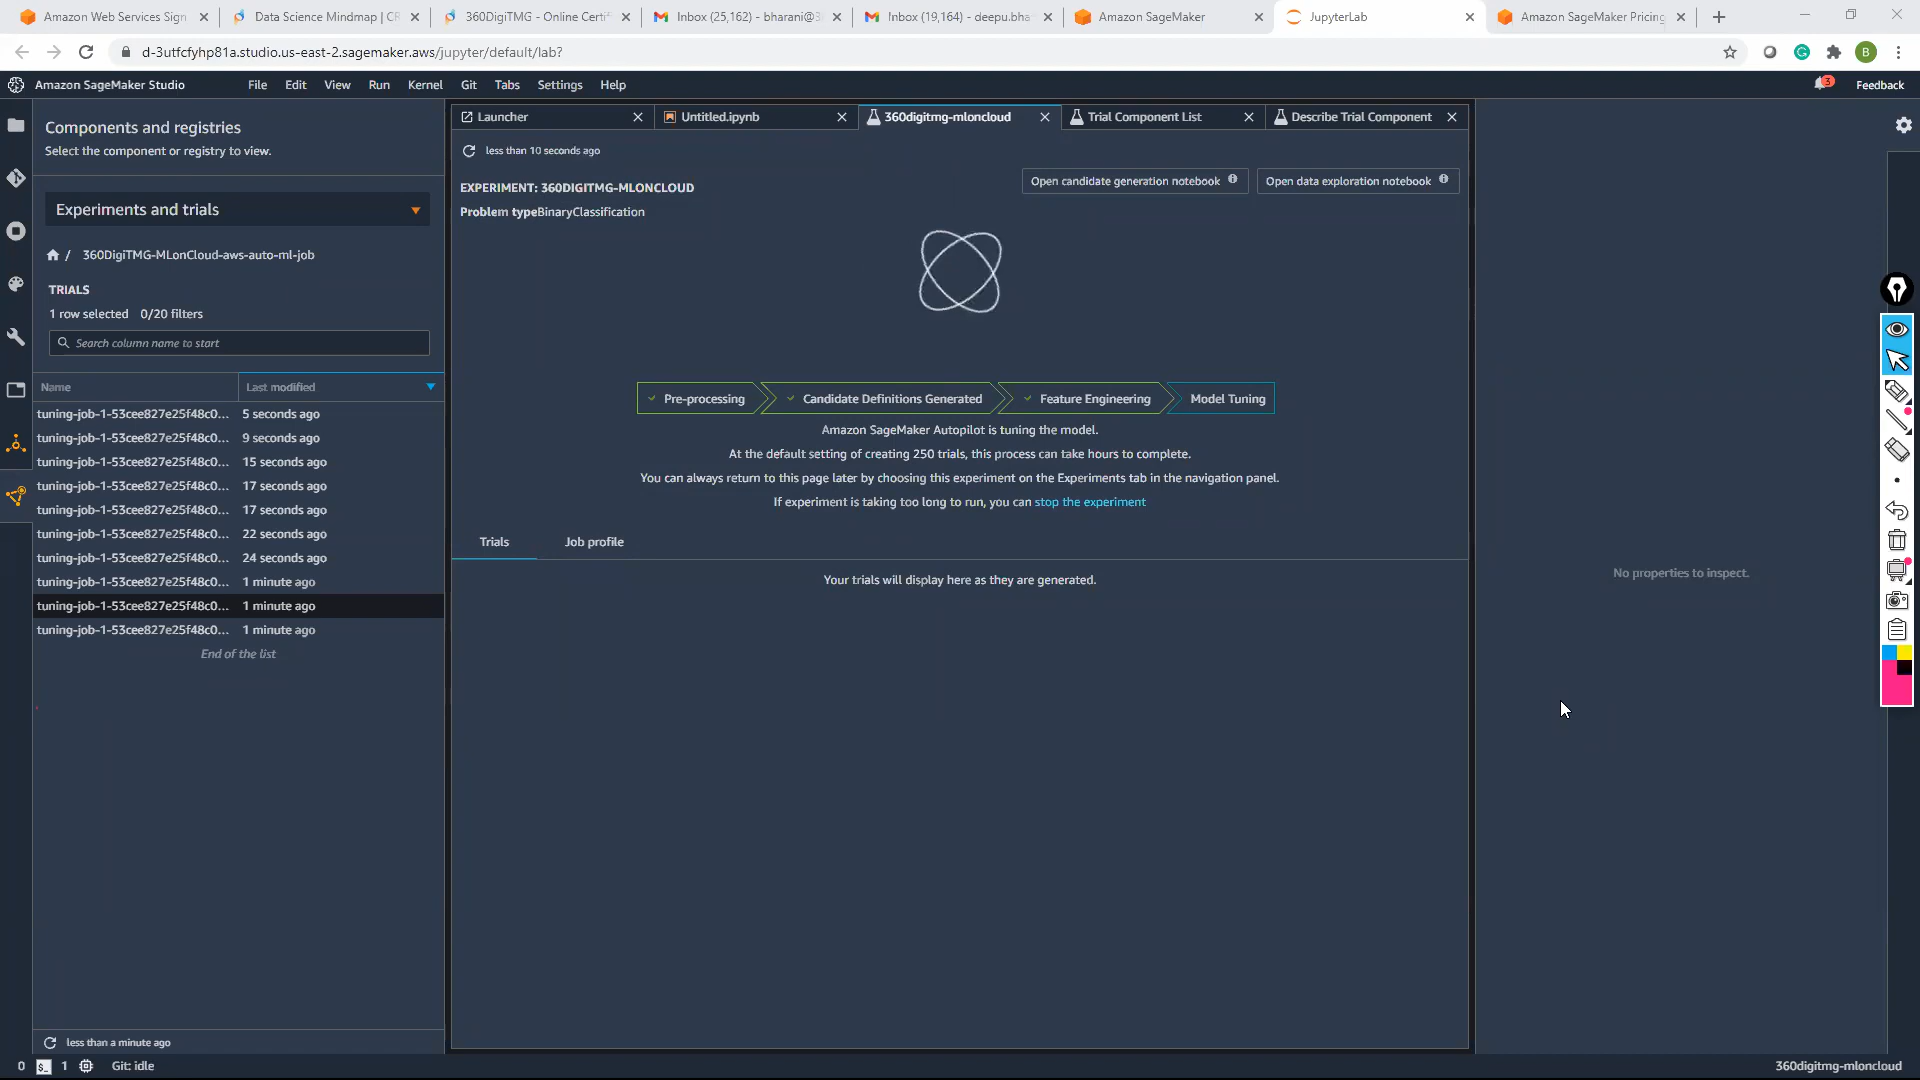 Amazon Web Services Sign
Data Science Mindmap | CR
360DigiTMG - Online Certif
Inbox (25,162) - bharani@3
Inbox (19,164) - deepu.bha
Amazon SageMaker
JupyterLab
Amazon SageMaker Pricing
d-3utfcfyhp81a.studio.us-east-2.sagemaker.aws/jupyter/default/lab?
B
Amazon SageMaker Studio
File
Edit
View
Run
Kernel
Git
Tabs
Settings
Help
3
Feedback
Components and registries
Select the component or registry to view.
Experiments and trials
/ 360DigiTMG-MLonCloud-aws-auto-ml-job
TRIALS
1 row selected 0/20 filters
Search column name to start
Name Last modified
tuning-job-1-53cee827e25f48c0... 5 seconds ago
tuning-job-1-53cee827e25f48c0... 9 seconds ago
tuning-job-1-53cee827e25f48c0... 15 seconds ago
tuning-job-1-53cee827e25f48c0... 17 seconds ago
tuning-job-1-53cee827e25f48c0... 17 seconds ago
tuning-job-1-53cee827e25f48c0... 22 seconds ago
tuning-job-1-53cee827e25f48c0... 24 seconds ago
tuning-job-1-53cee827e25f48c0... 1 minute ago
tuning-job-1-53cee827e25f48c0... 1 minute ago
tuning-job-1-53cee827e25f48c0... 1 minute ago
End of the list
less than a minute ago
Launcher
Untitled.ipynb
360digitmg-mloncloud
Trial Component List
Describe Trial Component
less than 10 seconds ago
EXPERIMENT: 360DIGITMG-MLONCLOUD
Open candidate generation notebook
Open data exploration notebook
Problem typeBinaryClassification
Pre-processing
Candidate Definitions Generated
Feature Engineering
Model Tuning
Amazon SageMaker Autopilot is tuning the model.
At the default setting of creating 250 trials, this process can take hours to complete.
You can always return to this page later by choosing this experiment on the Experiments tab in the navigation panel.
If experiment is taking too long to run, you can stop the experiment
Trials
Job profile
Your trials will display here as they are generated.
No properties to inspect.
0
1
Git: idle
360digitmg-mloncloud